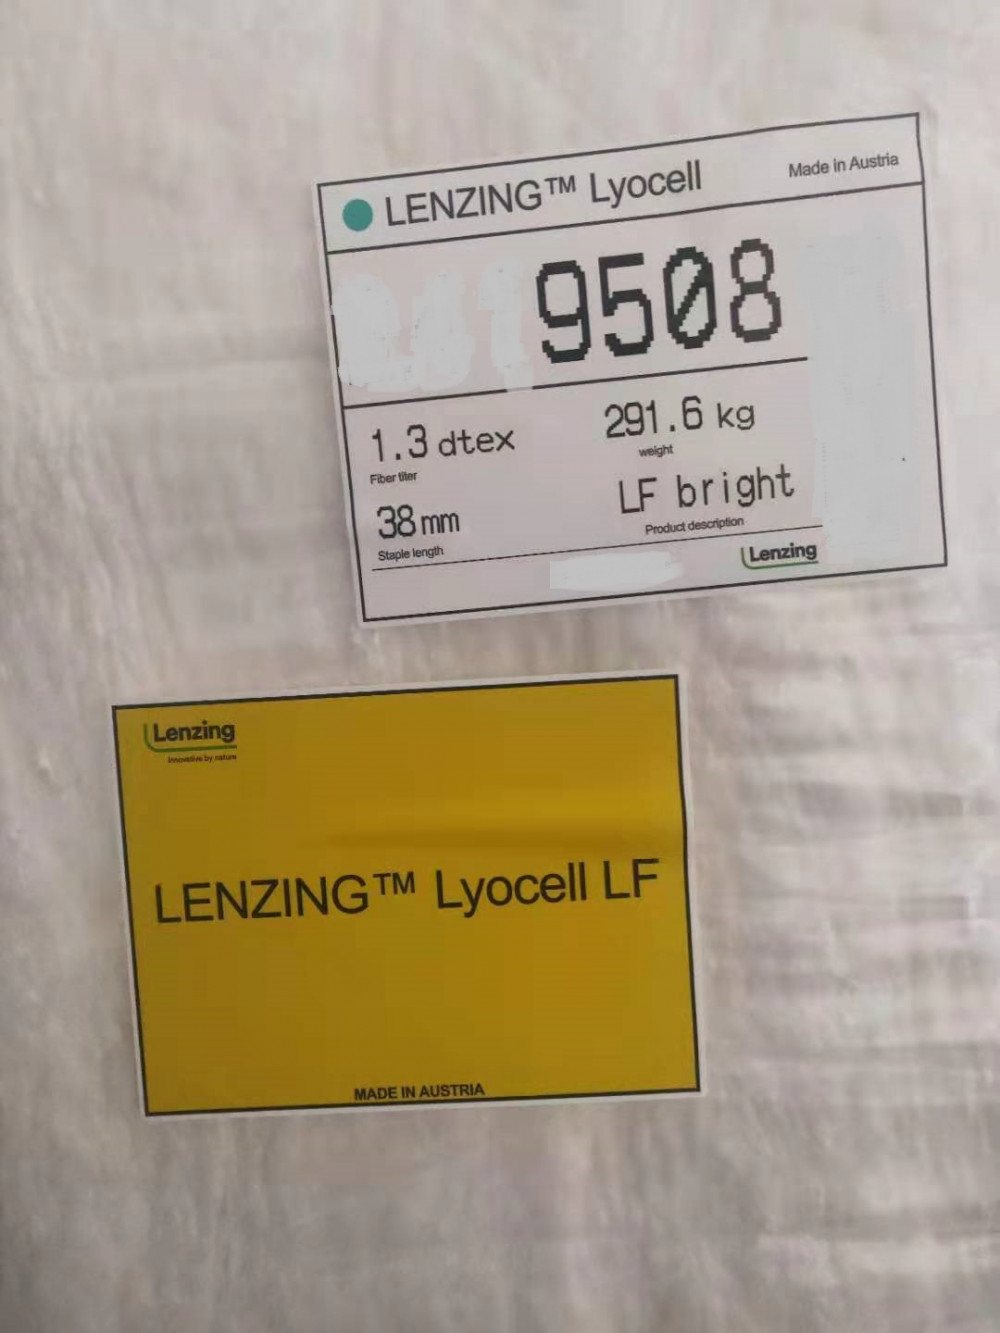 LENZING™ Lyocell
Made in Austria
9508
1.3 dtex
Fiber titer
291.6 kg
weight
38 mm
Staple length
LF bright
Product description
Lenzing
Lenzing
Innovative by nature
LENZING™ Lyocell LF
MADE IN AUSTRIA